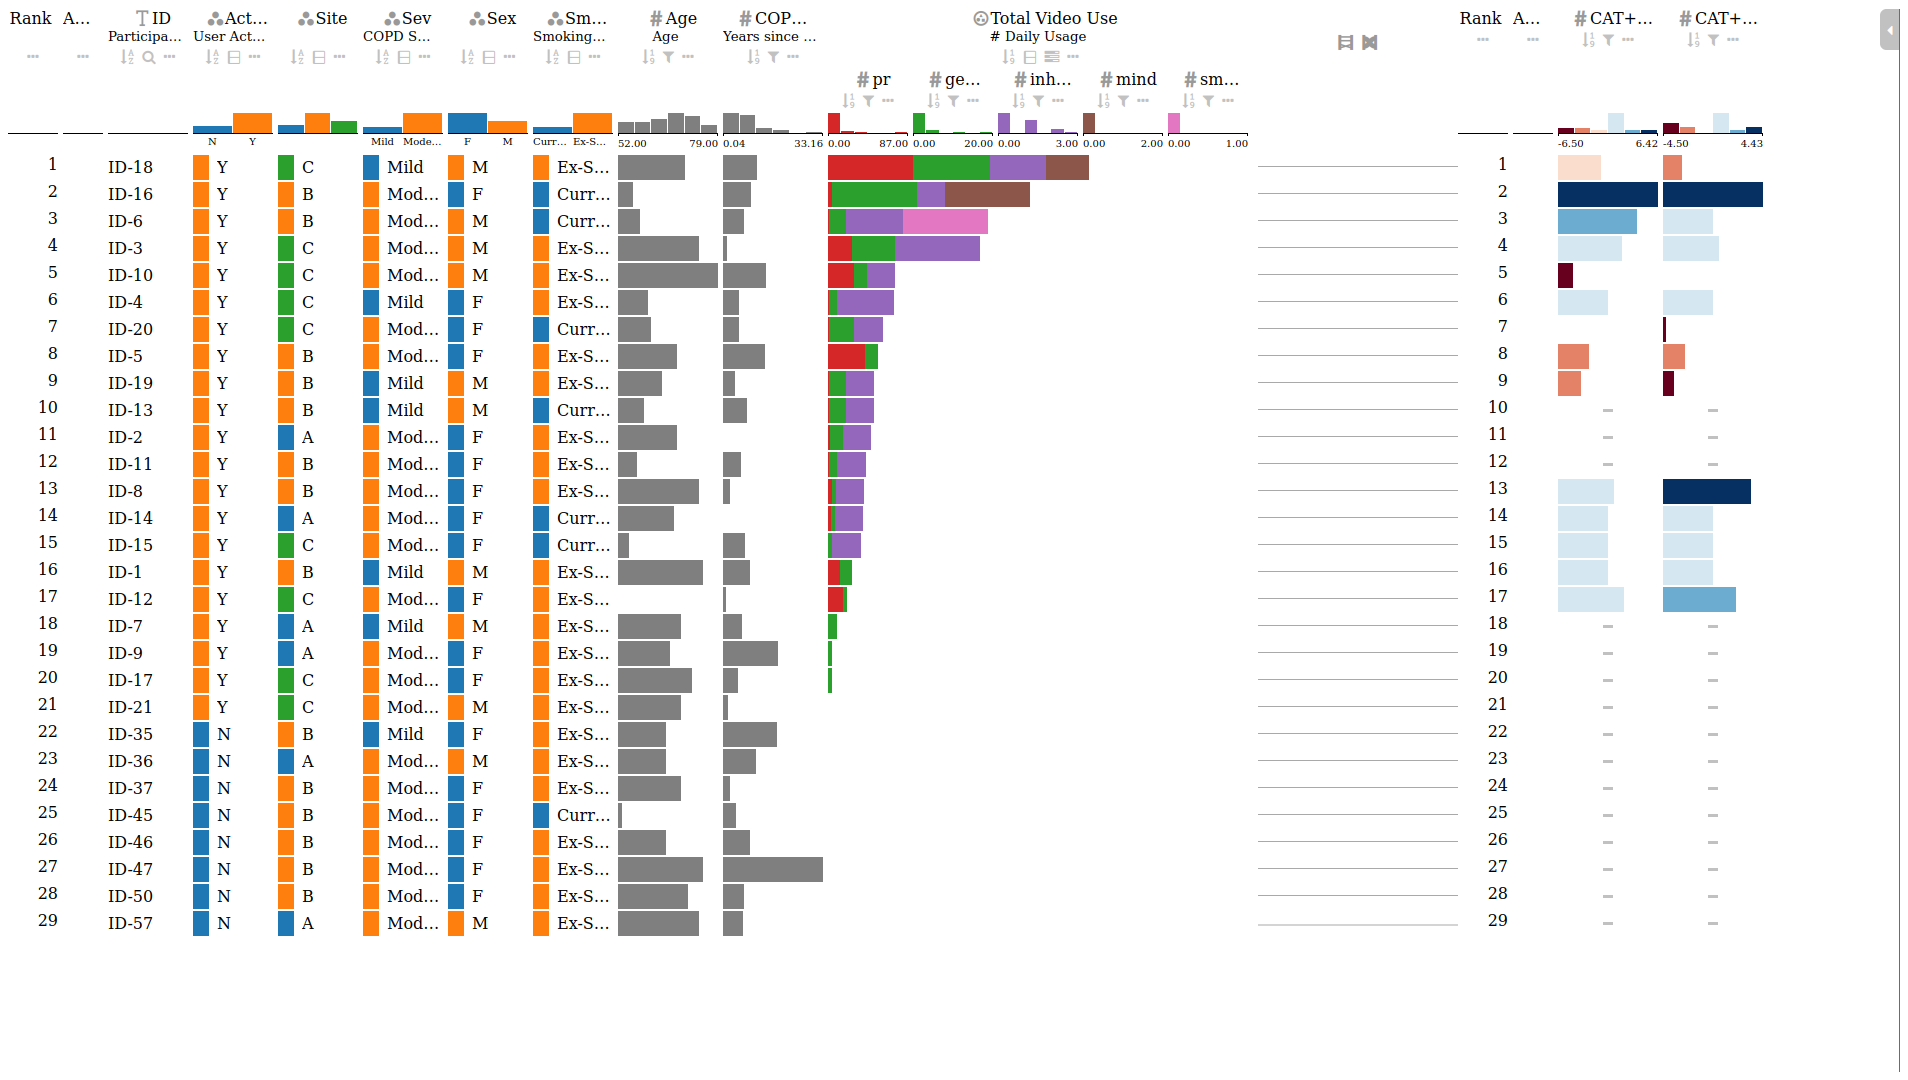 Rank A... ID Act... Site Sev Sex Sm... Age COP... Total Video Use Rank A... CAT+... CAT+...
Participa... User Act... COPD S... Smoking... Age Years since ... # Daily Usage
pr ge... inh... mind sm...
N Y Mild Mode... F M Curr... Ex-S... 52.00 79.00 0.04 33.16 0.00 87.00 0.00 20.00 0.00 3.00 0.00 2.00 0.00 1.00 -6.50 6.42 -4.50 4.43
1 ID-18 Y C Mild M Ex-S... 1
2 ID-16 Y B Mod... F Curr... 2
3 ID-6 Y B Mod... M Curr... 3
4 ID-3 Y C Mod... M Ex-S... 4
5 ID-10 Y C Mod... M Ex-S... 5
6 ID-4 Y C Mild F Ex-S... 6
7 ID-20 Y C Mod... F Curr... 7
8 ID-5 Y B Mod... F Ex-S... 8
9 ID-19 Y B Mild M Ex-S... 9
10 ID-13 Y B Mild M Curr... 10
11 ID-2 Y A Mod... F Ex-S... 11
12 ID-11 Y B Mod... F Ex-S... 12
13 ID-8 Y B Mod... F Ex-S... 13
14 ID-14 Y A Mod... F Curr... 14
15 ID-15 Y C Mod... F Curr... 15
16 ID-1 Y B Mild M Ex-S... 16
17 ID-12 Y C Mod... F Ex-S... 17
18 ID-7 Y A Mild M Ex-S... 18
19 ID-9 Y A Mod... F Ex-S... 19
20 ID-17 Y C Mod... F Ex-S... 20
21 ID-21 Y C Mod... M Ex-S... 21
22 ID-35 N B Mild F Ex-S... 22
23 ID-36 N A Mod... M Ex-S... 23
24 ID-37 N B Mod... F Ex-S... 24
25 ID-45 N B Mod... F Curr... 25
26 ID-46 N B Mod... F Ex-S... 26
27 ID-47 N B Mod... F Ex-S... 27
28 ID-50 N B Mod... F Ex-S... 28
29 ID-57 N A Mod... M Ex-S... 29